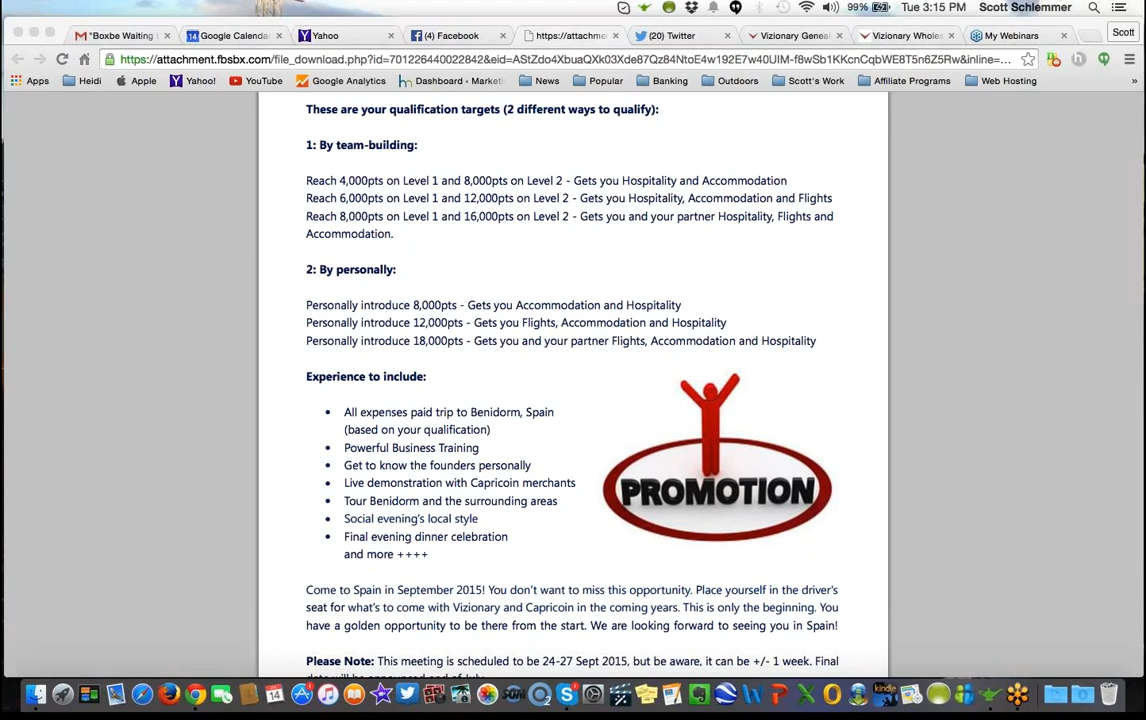 99% Tue 3:15 PM Scott Schlemmer
"Boxbe Waiting
Google Calenda
Yahoo
(4) Facebook
https://attachme
(20) Twitter
Vizionary Geneal
Vizionary Whole
My Webinars
Scott
https://attachment.fbsbx.com/file_download.php?id=701226440022842&eid=AStZdo4XbuaQXk03Xde87Qz84NtoE4w192E7w40UIM-f8wSb1KKcnCqbWE8T5n6Z5Rw&inline=...
Apps Heidi Apple Yahoo! YouTube Google Analytics Dashboard - Market News Popular Banking Outdoors Scott's Work Affiliate Programs Web Hosting »
These are your qualification targets (2 different ways to qualify):
1: By team-building:
Reach 4,000pts on Level 1 and 8,000pts on Level 2 - Gets you Hospitality and Accommodation
Reach 6,000pts on Level 1 and 12,000pts on Level 2 - Gets you Hospitality, Accommodation and Flights
Reach 8,000pts on Level 1 and 16,000pts on Level 2 - Gets you and your partner Hospitality, Flights and
Accommodation.
2: By personally:
Personally introduce 8,000pts - Gets you Accommodation and Hospitality
Personally introduce 12,000pts - Gets you Flights, Accommodation and Hospitality
Personally introduce 18,000pts - Gets you and your partner Flights, Accommodation and Hospitality
Experience to include:
• All expenses paid trip to Benidorm, Spain
(based on your qualification)
• Powerful Business Training
• Get to know the founders personally
• Live demonstration with Capricoin merchants
• Tour Benidorm and the surrounding areas
• Social evening's local style
• Final evening dinner celebration
and more ++++
PROMOTION
Come to Spain in September 2015! You don't want to miss this opportunity. Place yourself in the driver's
seat for what's to come with Vizionary and Capricoin in the coming years. This is only the beginning. You
have a golden opportunity to be there from the start. We are looking forward to seeing you in Spain!
Please Note: This meeting is scheduled to be 24-27 Sept 2015, but be aware, it can be +/- 1 week. Final
date will be announced end of July